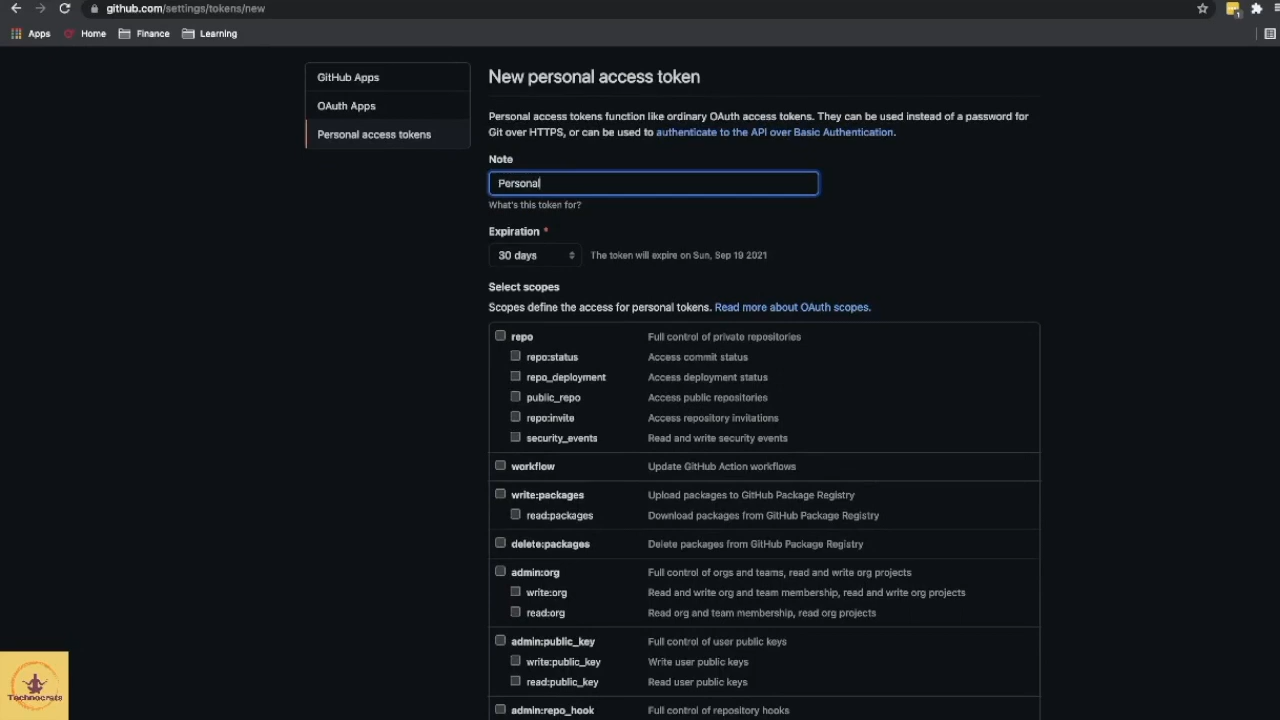 github.com/settings/tokens/new
1
Apps
Home
Finance
Learning
GitHub Apps
OAuth Apps
Personal access tokens
New personal access token
Personal access tokens function like ordinary OAuth access tokens. They can be used instead of a password for
Git over HTTPS, or can be used to authenticate to the API over Basic Authentication.
Note
Personal
What's this token for?
Expiration *
30 days The token will expire on Sun, Sep 19 2021
Select scopes
Scopes define the access for personal tokens. Read more about OAuth scopes.
repo Full control of private repositories
repo:status Access commit status
repo_deployment Access deployment status
public_repo Access public repositories
repo:invite Access repository invitations
security_events Read and write security events
workflow Update GitHub Action workflows
write:packages Upload packages to GitHub Package Registry
read:packages Download packages from GitHub Package Registry
delete:packages Delete packages from GitHub Package Registry
admin:org Full control of orgs and teams, read and write org projects
write:org Read and write org and team membership, read and write org projects
read:org Read org and team membership, read org projects
admin:public_key Full control of user public keys
write:public_key Write user public keys
read:public_key Read user public keys
admin:repo_hook Full control of repository hooks
Technocrats